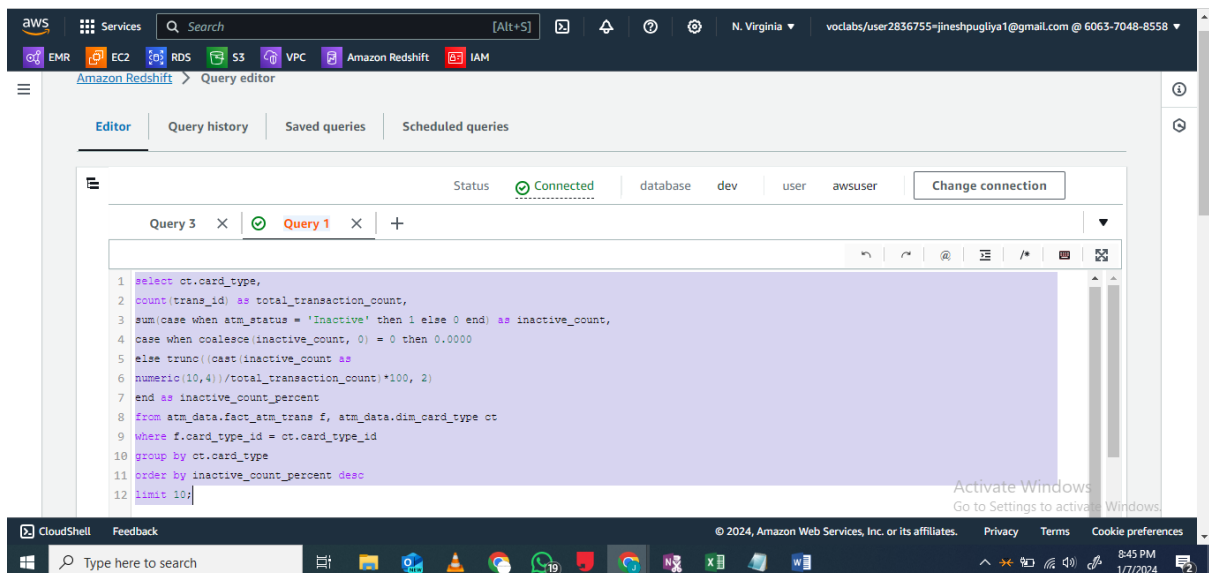 aws Services Search [Alt+S] N. Virginia ▼ voclabs/user2836755=jineshpugliya1@gmail.com @ 6063-7048-8558 ▼
EMR EC2 RDS S3 VPC Amazon Redshift IAM
Amazon Redshift > Query editor
Editor Query history Saved queries Scheduled queries
Status Connected database dev user awsuser Change connection
Query 3 × Query 1 × +
@ /*
1 select ct.card_type,
2 count(trans_id) as total_transaction_count,
3 sum(case when atm_status = 'Inactive' then 1 else 0 end) as inactive_count,
4 case when coalesce(inactive_count, 0) = 0 then 0.0000
5 else trunc((cast(inactive_count as
6 numeric(10,4))/total_transaction_count)*100, 2)
7 end as inactive_count_percent
8 from atm_data.fact_atm_trans f, atm_data.dim_card_type ct
9 where f.card_type_id = ct.card_type_id
10 group by ct.card_type
11 order by inactive_count_percent desc
12 limit 10;
Activate Windows
Go to Settings to activate Windows.
CloudShell Feedback © 2024, Amazon Web Services, Inc. or its affiliates. Privacy Terms Cookie preferences
Type here to search 19 8:45 PM
1/7/2024 2